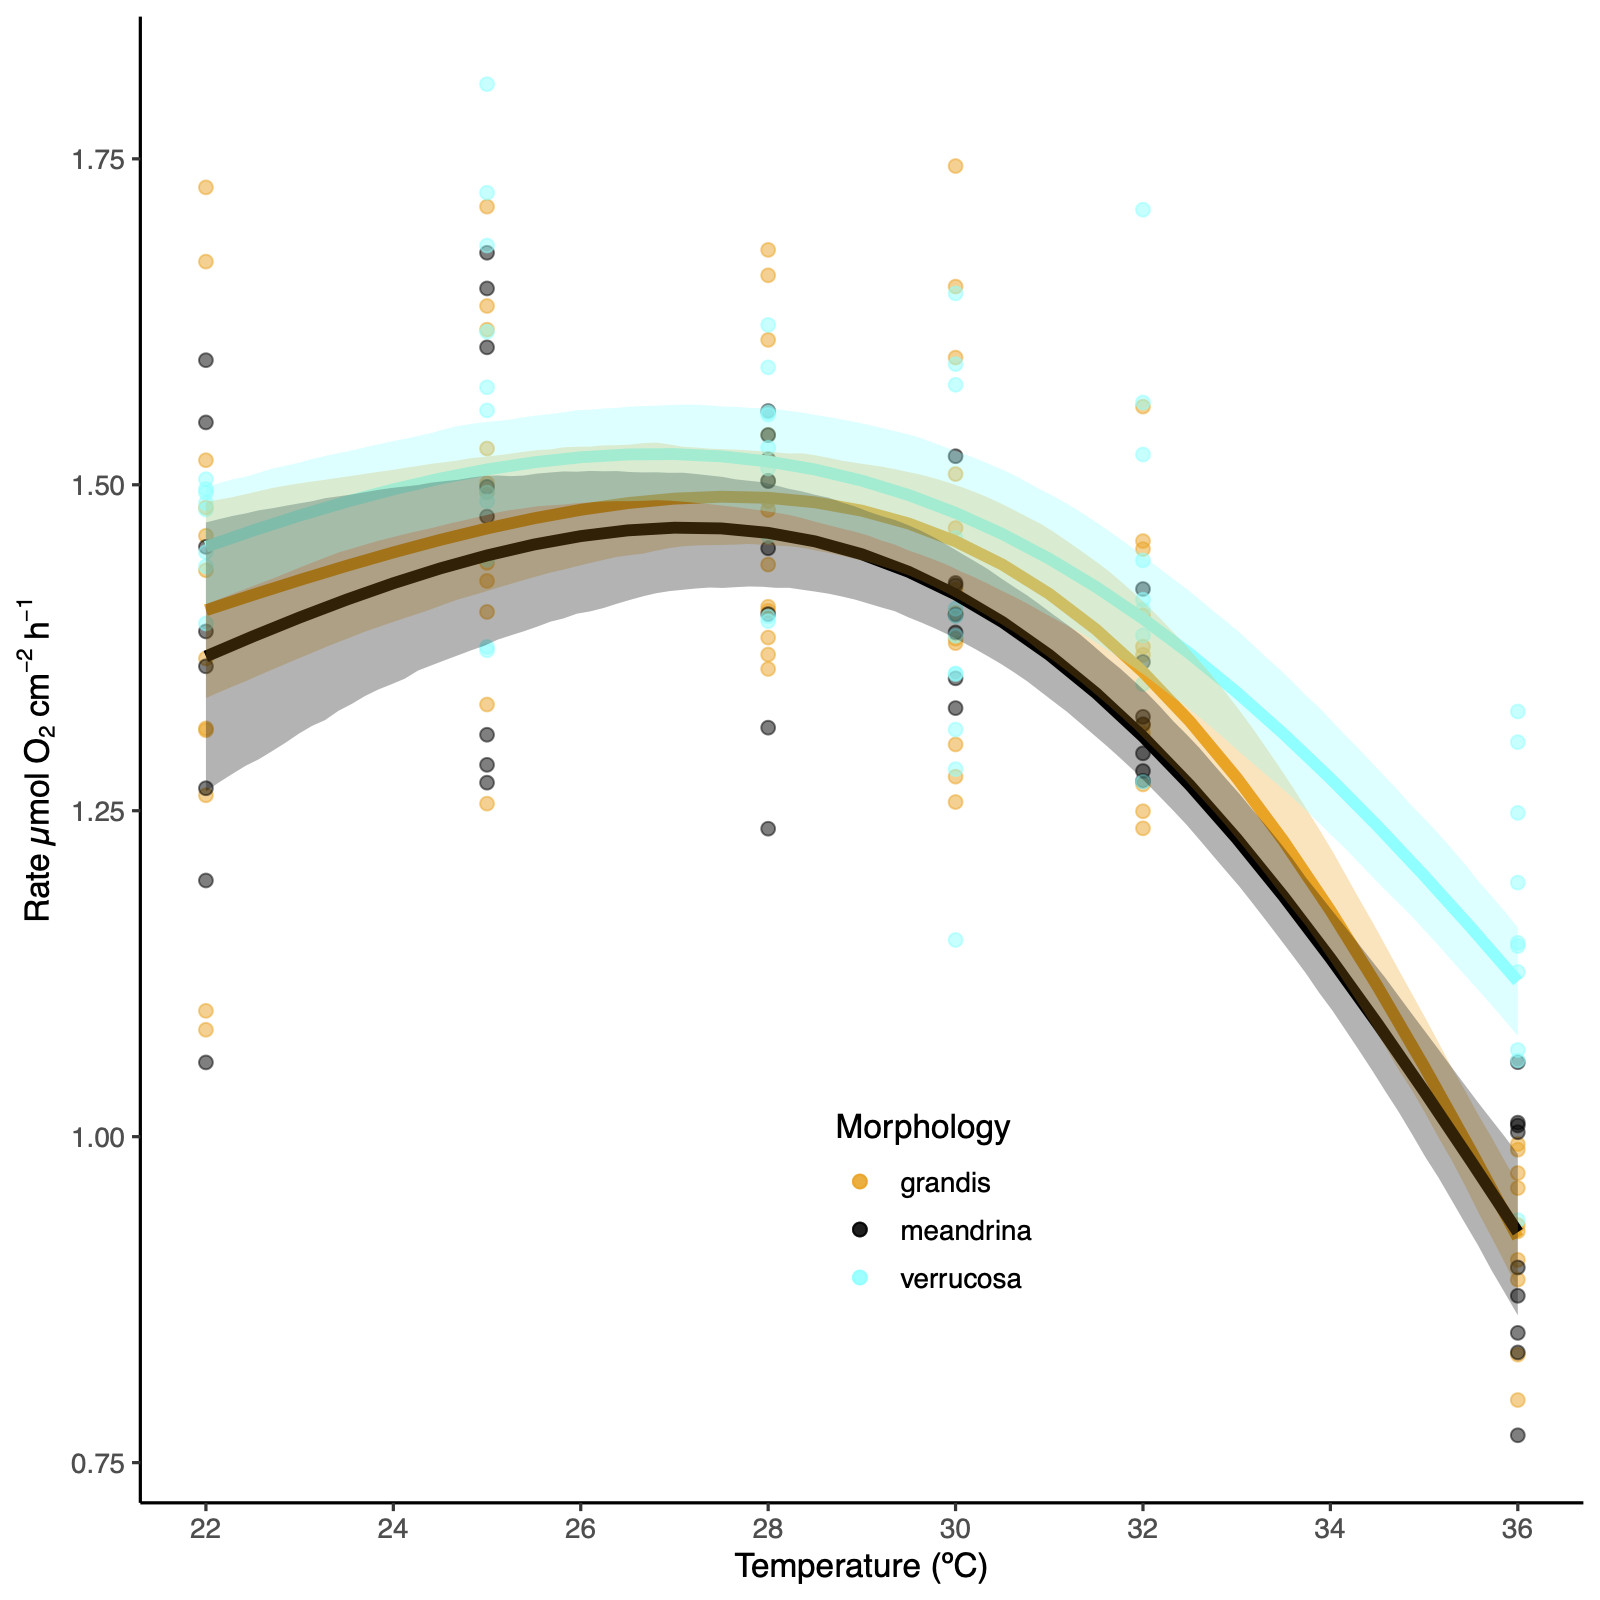 1.75
1.50
1.25
1.00
0.75
Rate µmol O₂ cm⁻² h⁻¹
Morphology
grandis
meandrina
verrucosa
22 24 26 28 30 32 34 36
Temperature (ºC)